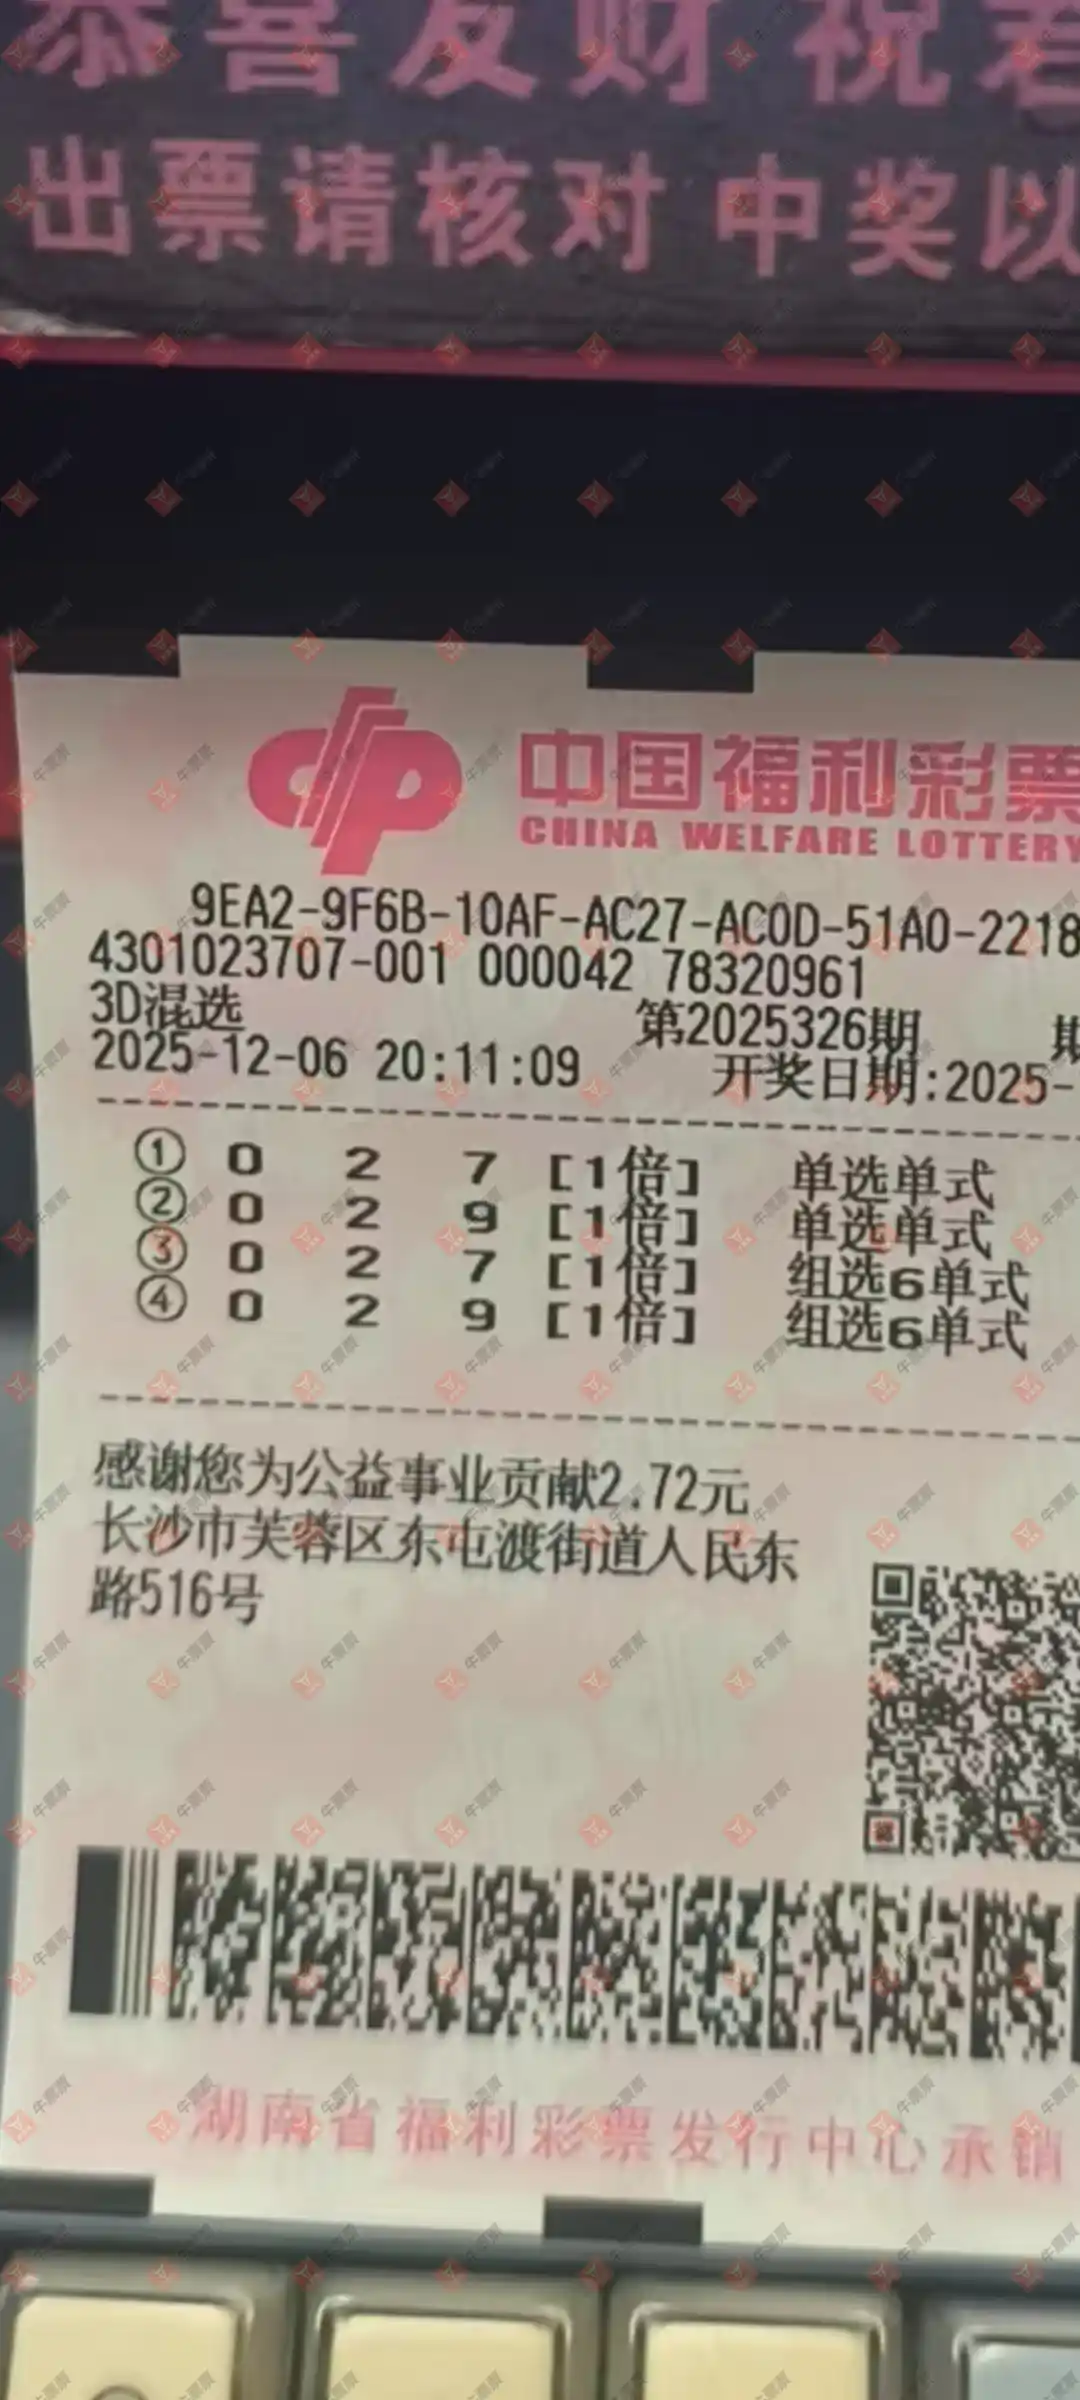 恭喜发财 祝君
出票请核对 中奖以
中国福利彩票
CHINA WELFARE LOTTERY
9EA2-9F6B-10AF-AC27-AC0D-51A0-2218
4301023707-001 000042 78320961
3D混选 第2025326期 期
2025-12-06 20:11:09 开奖日期:2025-
① 0 2 7 [1倍] 单选单式
② 0 2 9 [1倍] 单选单式
③ 0 2 7 [1倍] 组选6单式
④ 0 2 9 [1倍] 组选6单式
感谢您为公益事业贡献2.72元
长沙市芙蓉区东屯渡街道人民东
路516号
湖南省福利彩票发行中心承销
牛票票